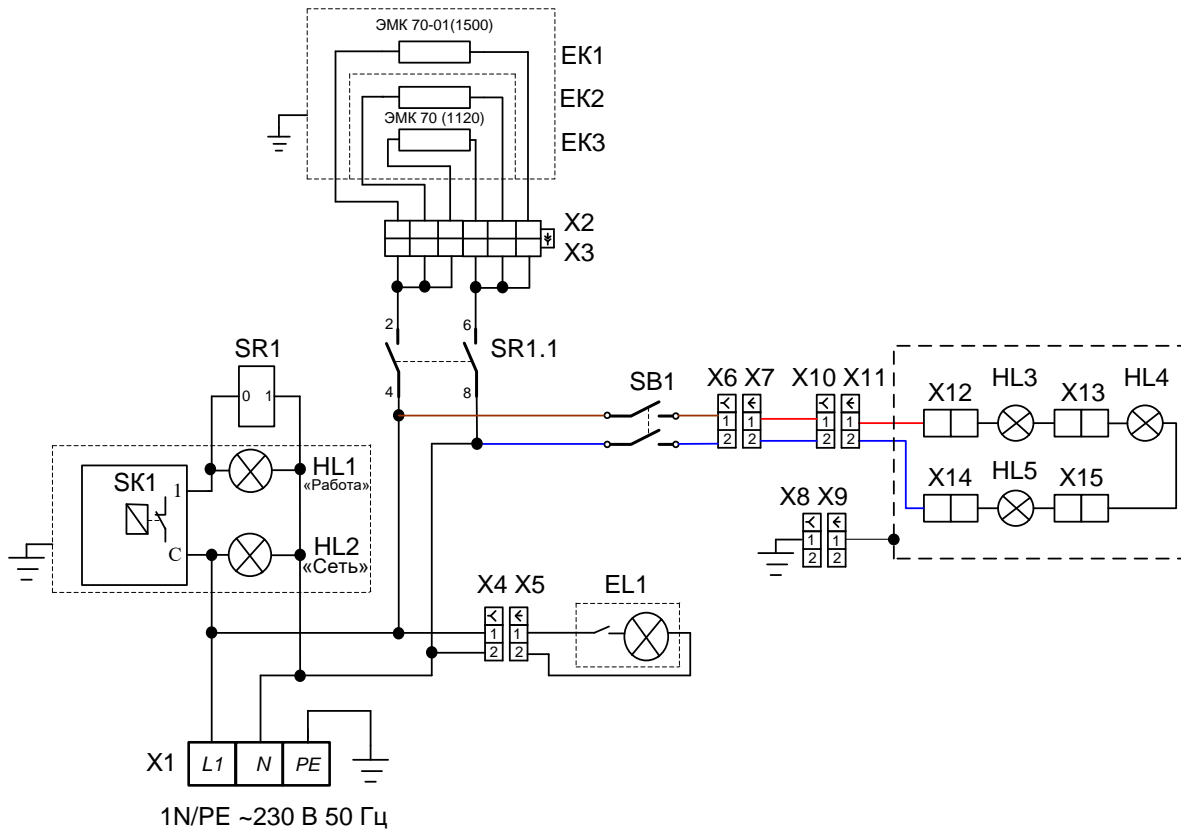 ЭМК 70-01(1500)
EK1
EK2
ЭМК 70 (1120)
EK3
X2
X3
2
6
SR1
SR1.1
0 1
4
8
SB1
X6 X7
X10 X11
X12
HL3
X13
HL4
1 1
2 2
1 1
2 2
SK1
1
HL1
«Работа»
X14
HL5
X15
X8 X9
C
HL2
«Сеть»
1 1
2 2
X4 X5
EL1
1 1
2 2
X1
L1
N
PE
1N/PE ~230 В 50 Гц